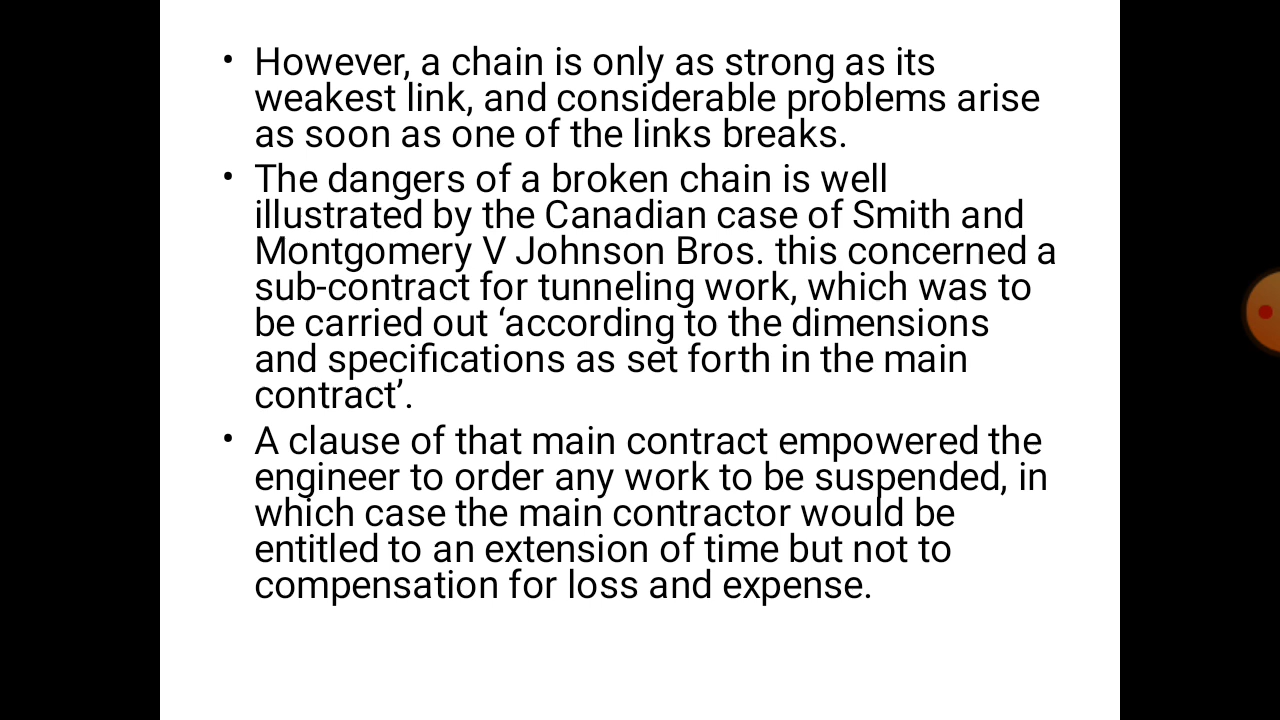 • However, a chain is only as strong as its
weakest link, and considerable problems arise
as soon as one of the links breaks.
• The dangers of a broken chain is well
illustrated by the Canadian case of Smith and
Montgomery V Johnson Bros. this concerned a
sub-contract for tunneling work, which was to
be carried out ‘according to the dimensions
and specifications as set forth in the main
contract’.
• A clause of that main contract empowered the
engineer to order any work to be suspended, in
which case the main contractor would be
entitled to an extension of time but not to
compensation for loss and expense.